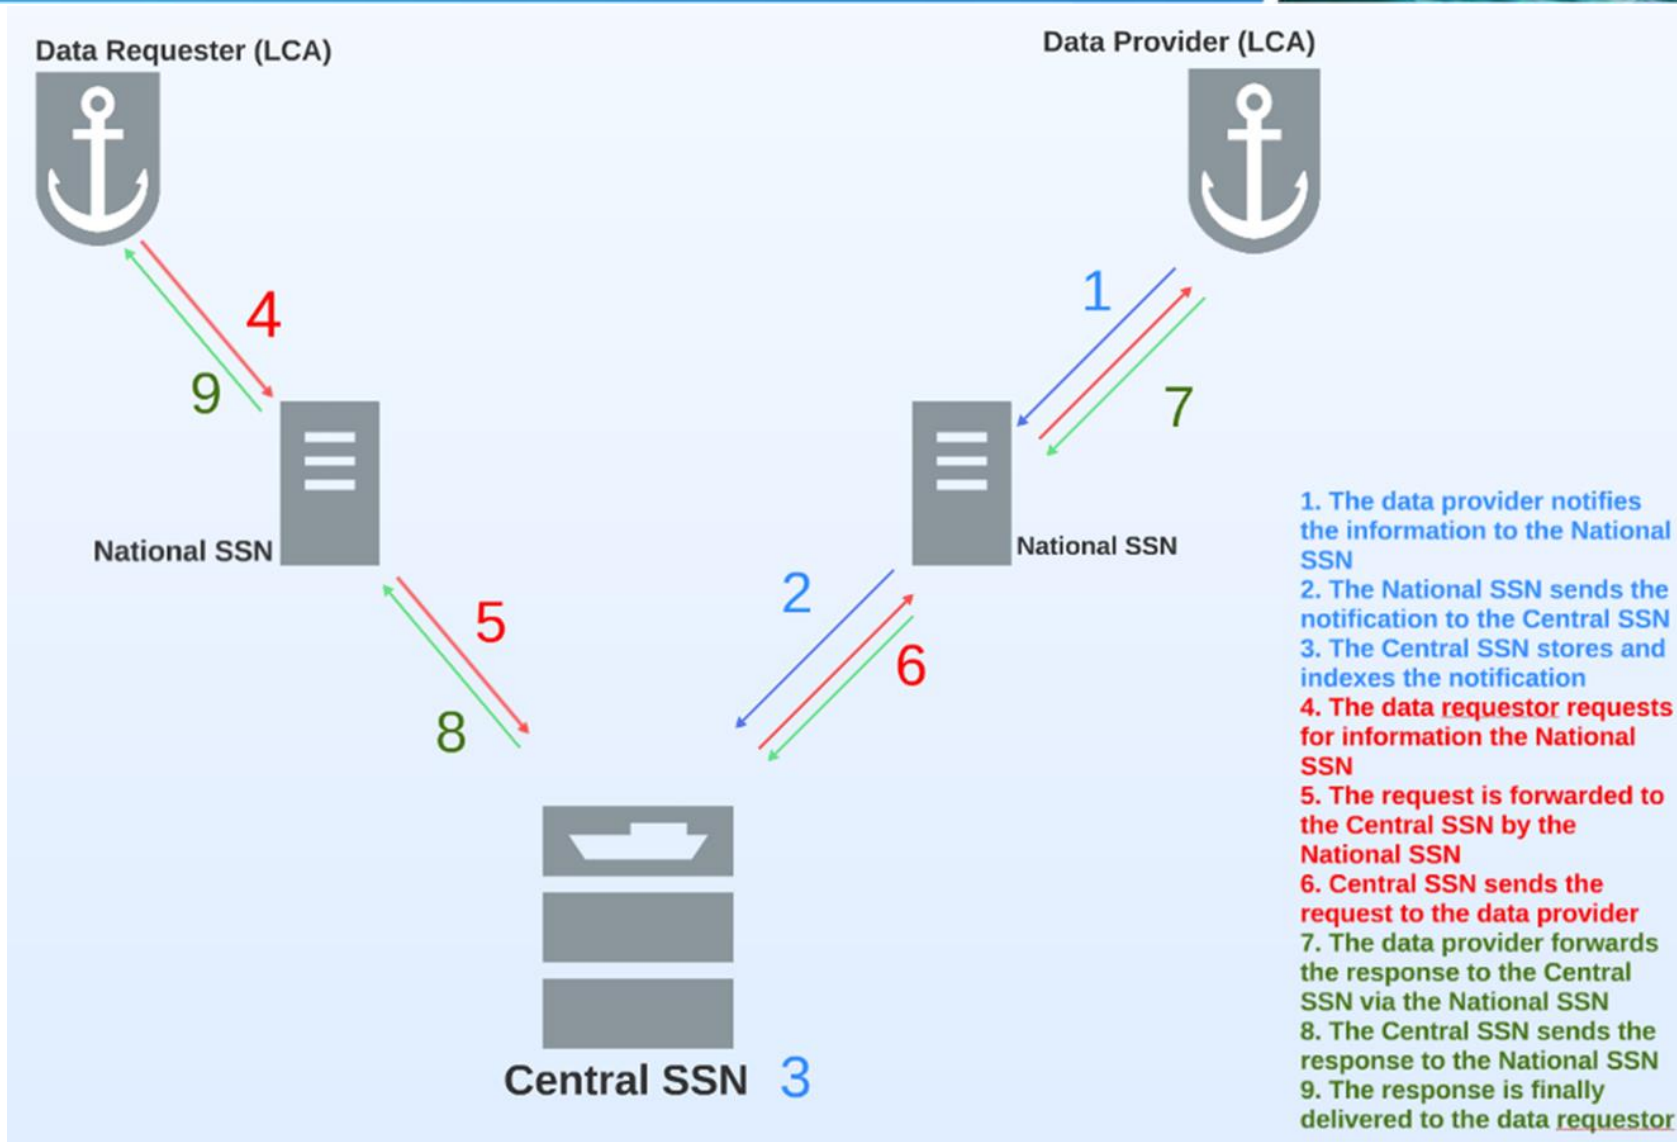 Data Requester (LCA)
Data Provider (LCA)
1
4
9
7
National SSN
National SSN
2
5
6
8
Central SSN 3
1. The data provider notifies
the information to the National
SSN
2. The National SSN sends the
notification to the Central SSN
3. The Central SSN stores and
indexes the notification
4. The data requestor requests
for information the National
SSN
5. The request is forwarded to
the Central SSN by the
National SSN
6. Central SSN sends the
request to the data provider
7. The data provider forwards
the response to the Central
SSN via the National SSN
8. The Central SSN sends the
response to the National SSN
9. The response is finally
delivered to the data requestor